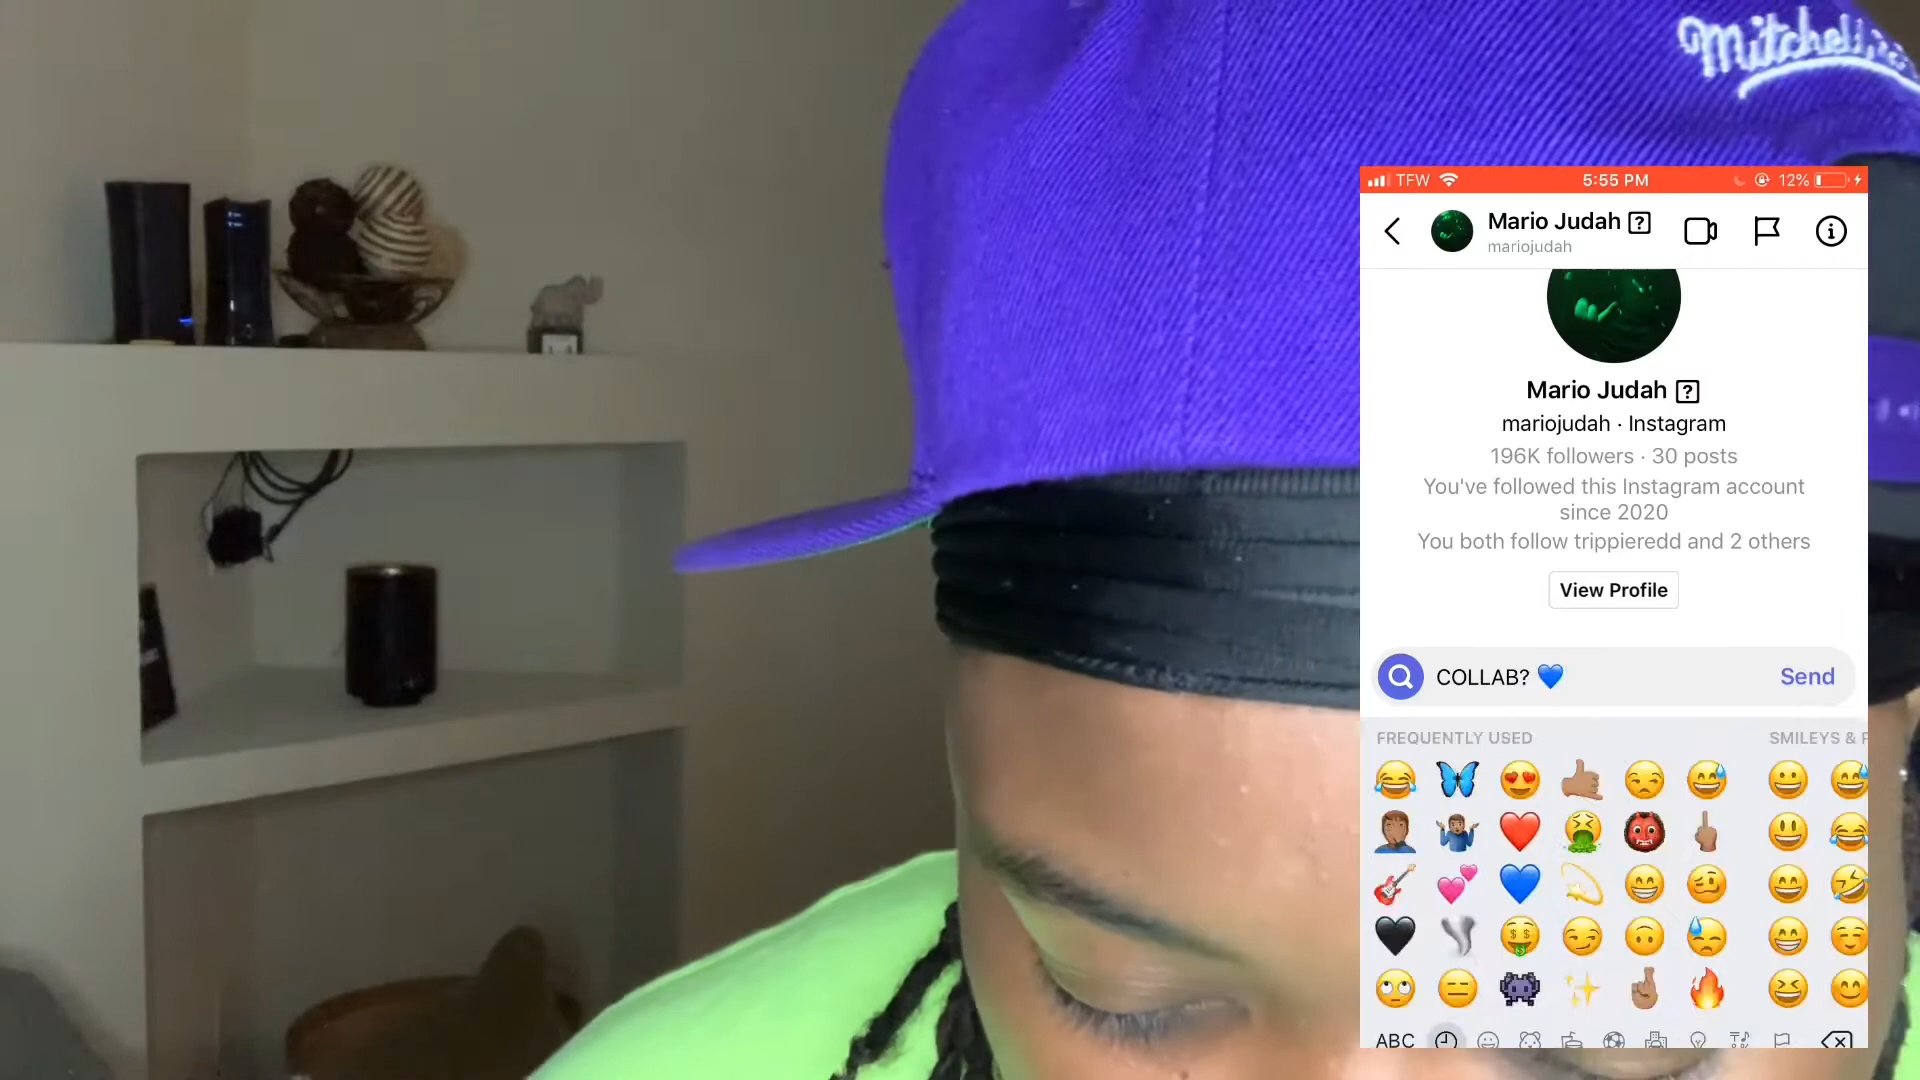 Mitchell
TFW 5:55 PM 12%
Mario Judah ?
mariojudah
Mario Judah ?
mariojudah · Instagram
196K followers · 30 posts
You've followed this Instagram account
since 2020
You both follow trippieredd and 2 others
View Profile
COLLAB? 💙 Send
FREQUENTLY USED SMILEYS &
ABC